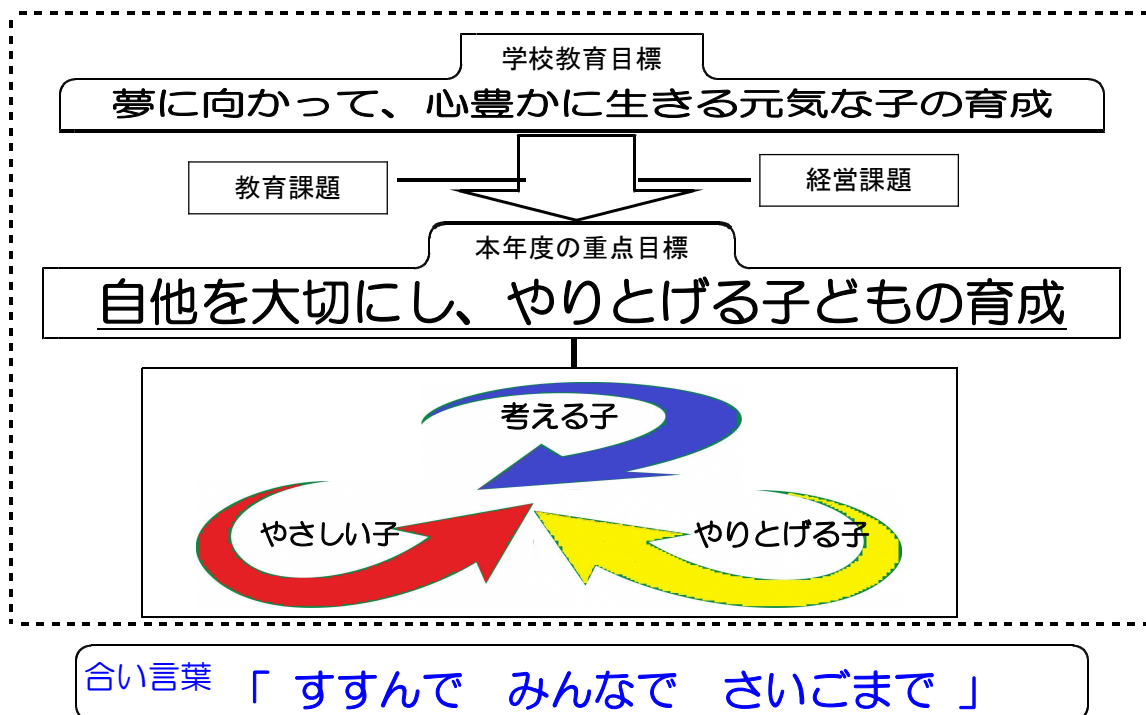 学校教育目標
夢に向かって、心豊かに生きる元気な子の育成
教育課題
経営課題
本年度の重点目標
自他を大切にし、やりとげる子どもの育成
考える子
やさしい子
やりとげる子
合い言葉 「 すすんで　みんなで　さいごまで 」